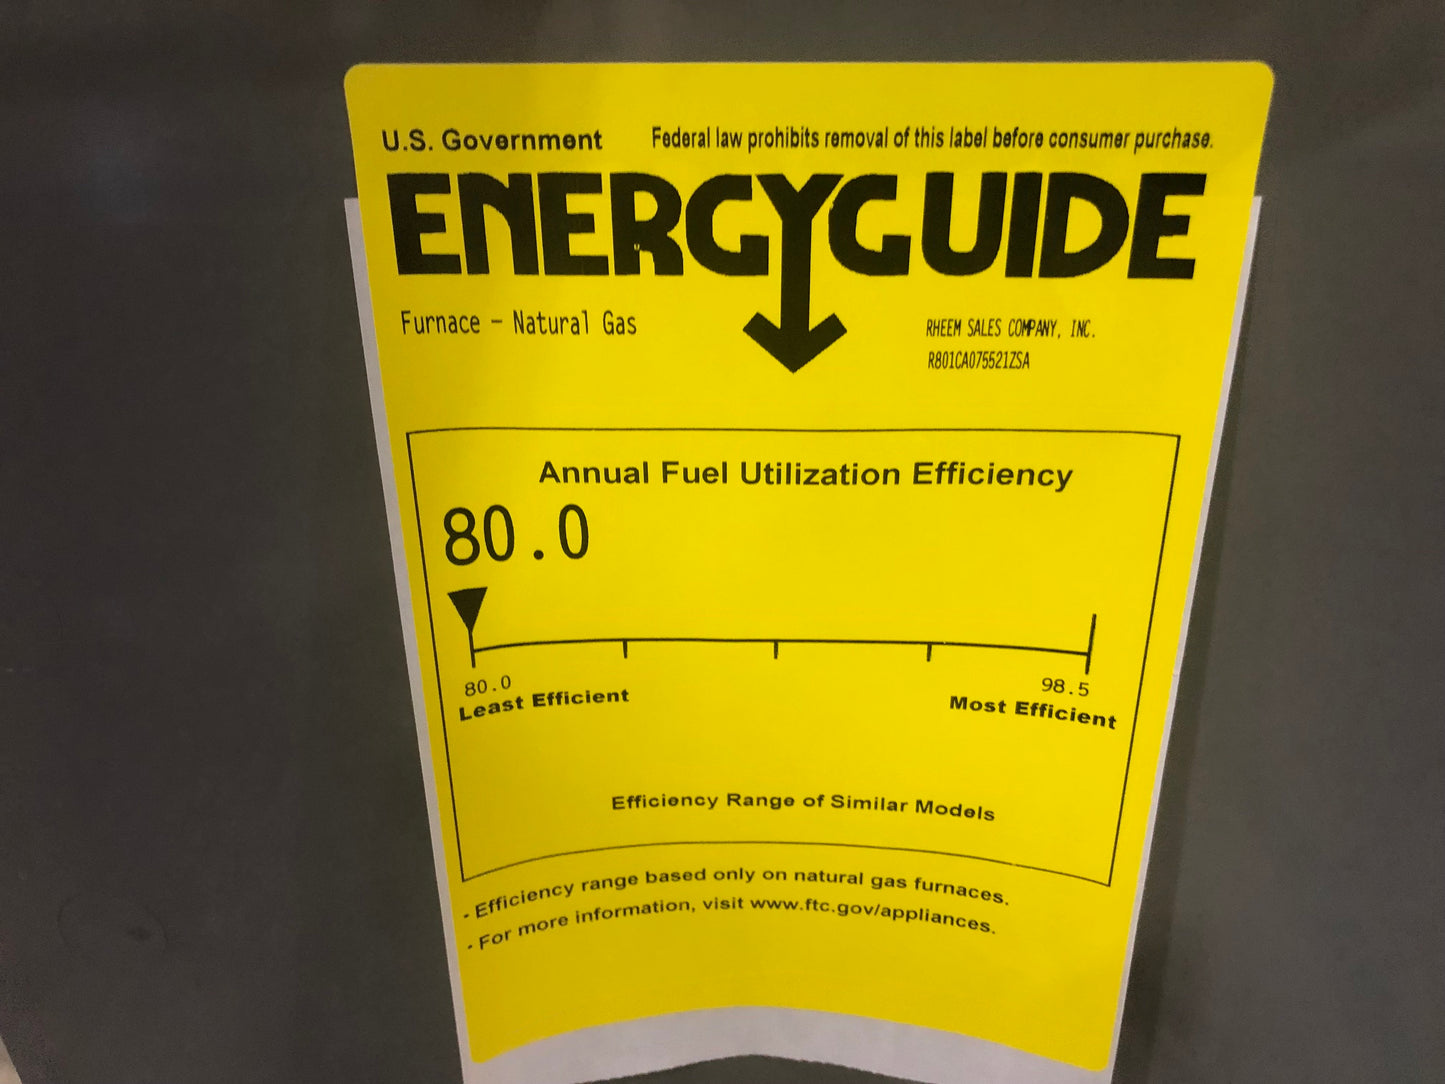 U.S. Government Federal law prohibits removal of this label before consumer purchase.
ENERGYGUIDE
Furnace - Natural Gas
RHEEM SALES COMPANY, INC.
R801CA075521ZSA
Annual Fuel Utilization Efficiency
80.0
80.0 98.5
Least Efficient Most Efficient
Efficiency Range of Similar Models
- Efficiency range based only on natural gas furnaces.
- For more information, visit www.ftc.gov/appliances.